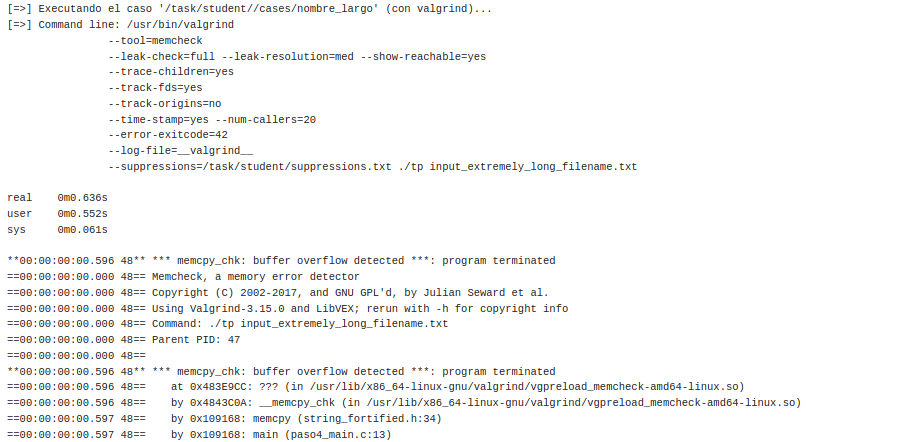 [=>] Executando el caso '/task/student//cases/nombre_largo' (con valgrind)...
[=>] Command line: /usr/bin/valgrind
--tool=memcheck
--leak-check=full --leak-resolution=med --show-reachable=yes
--trace-children=yes
--track-fds=yes
--track-origins=no
--time-stamp=yes --num-callers=20
--error-exitcode=42
--log-file=__valgrind__
--suppressions=/task/student/suppressions.txt ./tp input_extremely_long_filename.txt
real 0m0.636s
user 0m0.552s
sys 0m0.061s
**00:00:00:00.596 48** *** memcpy_chk: buffer overflow detected ***: program terminated
==00:00:00:00.000 48== Memcheck, a memory error detector
==00:00:00:00.000 48== Copyright (C) 2002-2017, and GNU GPL'd, by Julian Seward et al.
==00:00:00:00.000 48== Using Valgrind-3.15.0 and LibVEX; rerun with -h for copyright info
==00:00:00:00.000 48== Command: ./tp input_extremely_long_filename.txt
==00:00:00:00.000 48== Parent PID: 47
==00:00:00:00.000 48==
**00:00:00:00.596 48** *** memcpy_chk: buffer overflow detected ***: program terminated
==00:00:00:00.596 48== at 0x483E9CC: ??? (in /usr/lib/x86_64-linux-gnu/valgrind/vgpreload_memcheck-amd64-linux.so)
==00:00:00:00.596 48== by 0x4843C0A: __memcpy_chk (in /usr/lib/x86_64-linux-gnu/valgrind/vgpreload_memcheck-amd64-linux.so)
==00:00:00:00.597 48== by 0x109168: memcpy (string_fortified.h:34)
==00:00:00:00.597 48== by 0x109168: main (paso4_main.c:13)